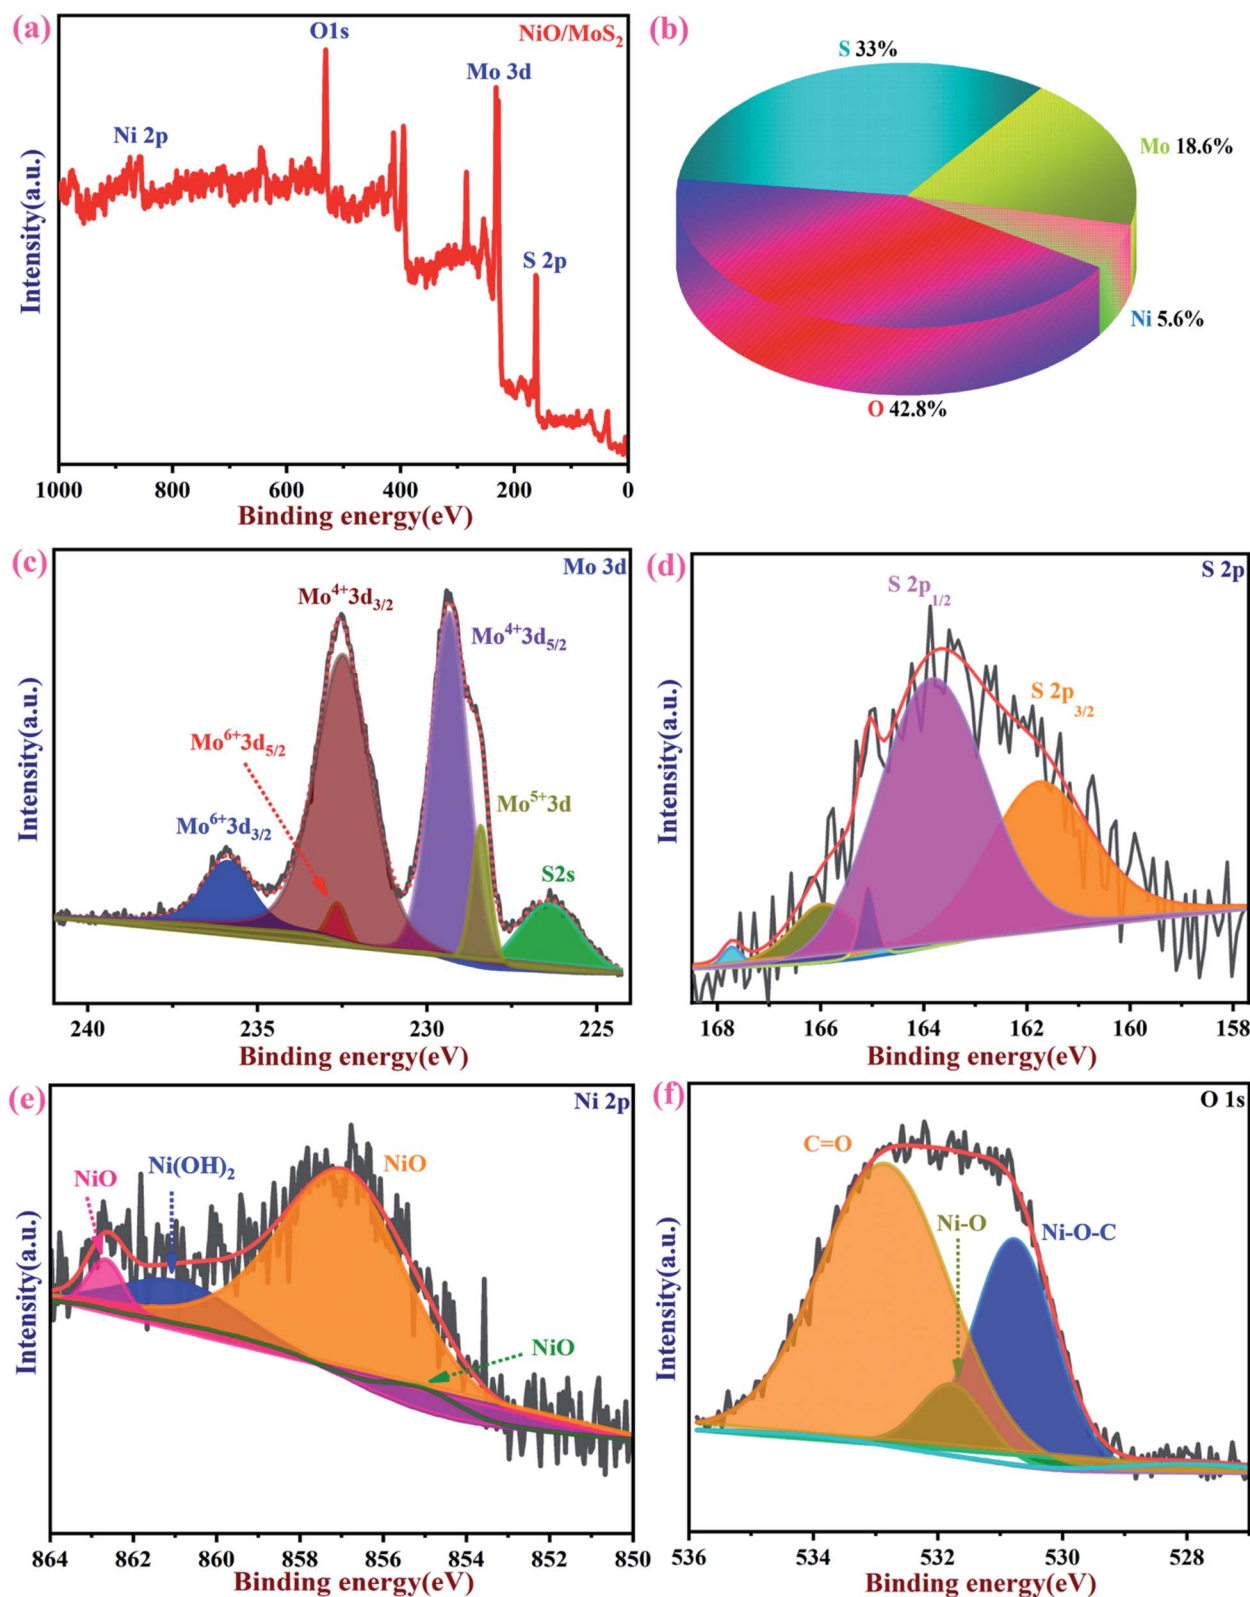 (a)
O1s
NiO/MoS₂
Mo 3d
Ni 2p
S 2p
Intensity(a.u.)
1000 800 600 400 200 0
Binding energy(eV)
(b)
S 33%
Mo 18.6%
Ni 5.6%
O 42.8%
(c)
Mo 3d
Mo⁴⁺3d₃/₂
Mo⁴⁺3d₅/₂
Mo⁶⁺3d₅/₂
Mo⁵⁺3d
Mo⁶⁺3d₃/₂
S2s
Intensity(a.u.)
240 235 230 225
Binding energy(eV)
(d)
S 2p
S 2p₁/₂
S 2p₃/₂
Intensity(a.u.)
168 166 164 162 160 158
Binding energy(eV)
(e)
Ni 2p
NiO
Ni(OH)₂
NiO
NiO
Intensity(a.u.)
864 862 860 858 856 854 852 850
Binding energy(eV)
(f)
O 1s
C=O
Ni-O
Ni-O-C
Intensity(a.u.)
536 534 532 530 528
Binding energy(eV)